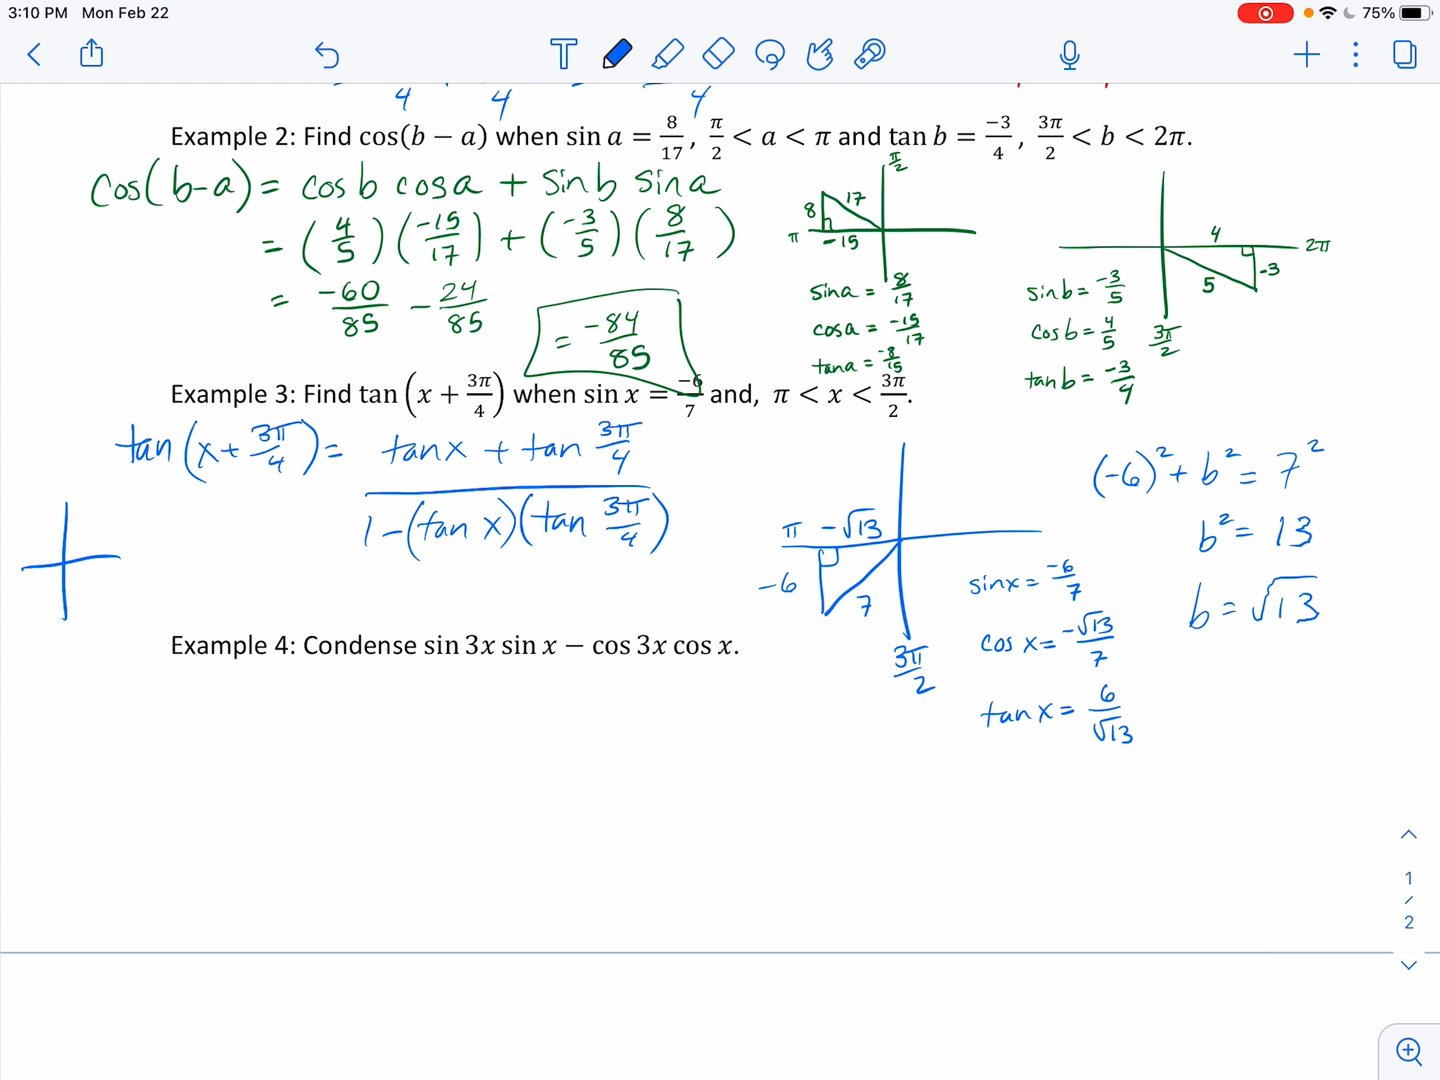 3:10 PM Mon Feb 22
75%
4 4 4
Example 2: Find cos(b − a) when sin a = 8/17, π/2 < a < π and tan b = −3/4, 3π/2 < b < 2π.
cos(b-a) = cos b cos a + sin b sin a
= (4/5)(-15/17) + (-3/5)(8/17)
= -60/85 - 24/85
= -84/85
π/2
8 17
π -15
sin a = 8/17
cos a = -15/17
tan a = -8/15
4 2π
5 -3
3π/2
sin b = -3/5
cos b = 4/5
tan b = -3/4
Example 3: Find tan (x + 3π/4) when sin x = −6/7 and, π < x < 3π/2.
tan(x + 3π/4) = tan x + tan 3π/4
1 - (tan x)(tan 3π/4)
π -√13
-6 7
3π/2
sin x = -6/7
cos x = -√13/7
tan x = 6/√13
(-6)² + b² = 7²
b² = 13
b = √13
Example 4: Condense sin 3x sin x − cos 3x cos x.
1
/
2